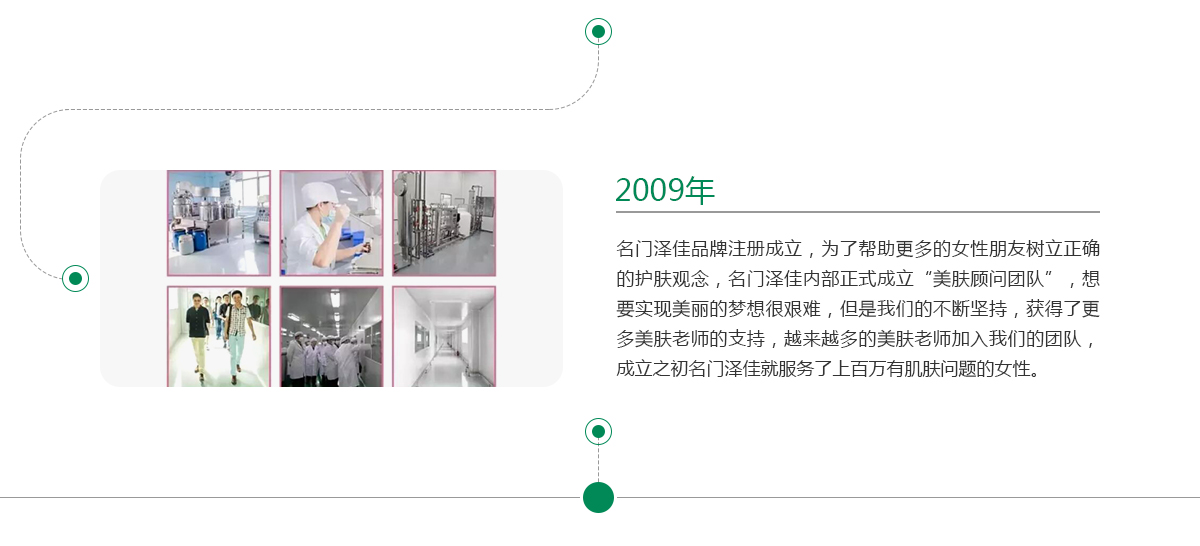 2009年
名门泽佳品牌注册成立，为了帮助更多的女性朋友树立正确
的护肤观念，名门泽佳内部正式成立“美肤顾问团队”，想
要实现美丽的梦想很艰难，但是我们的不断坚持，获得了更
多美肤老师的支持，越来越多的美肤老师加入我们的团队，
成立之初名门泽佳就服务了上百万有肌肤问题的女性。